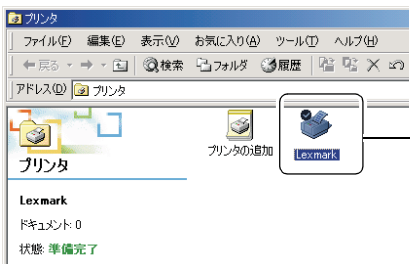 プリンタ
ファイル(F) 編集(E) 表示(V) お気に入り(A) ツール(T) ヘルプ(H)
戻る 検索 フォルダ 履歴
アドレス(D) プリンタ
プリンタ
プリンタの追加
Lexmark
Lexmark
ドキュメント: 0
状態: 準備完了